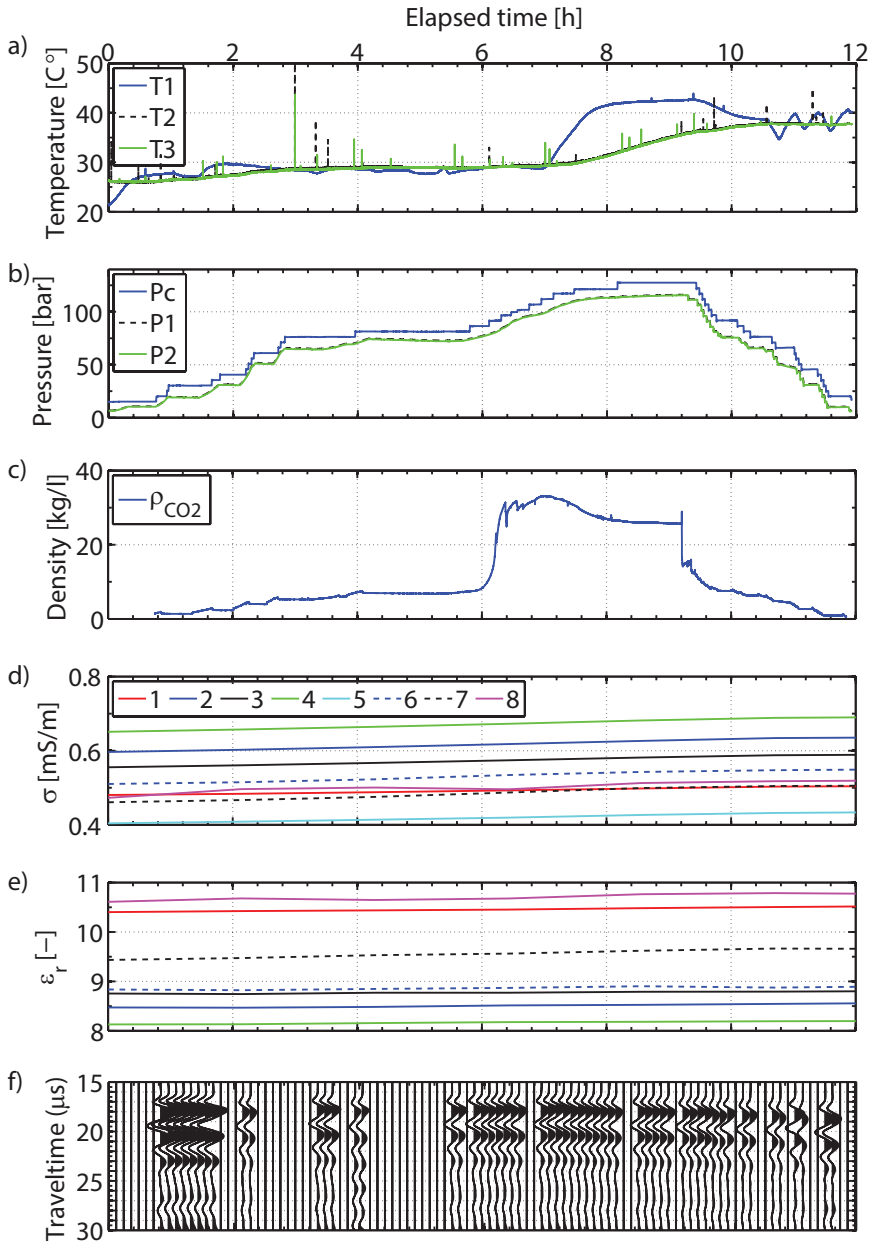 Elapsed time [h]
a)
0 2 4 6 8 10 12
Temperature [C°]
50
40
30
20
T1
T2
T3
b)
Pressure [bar]
100
50
0
Pc
P1
P2
c)
Density [kg/l]
40
20
0
ρCO2
d)
σ [mS/m]
0.8
0.6
0.4
1 2 3 4 5 6 7 8
e)
εr [−]
11
10
9
8
f)
Traveltime (μs)
15
20
25
30